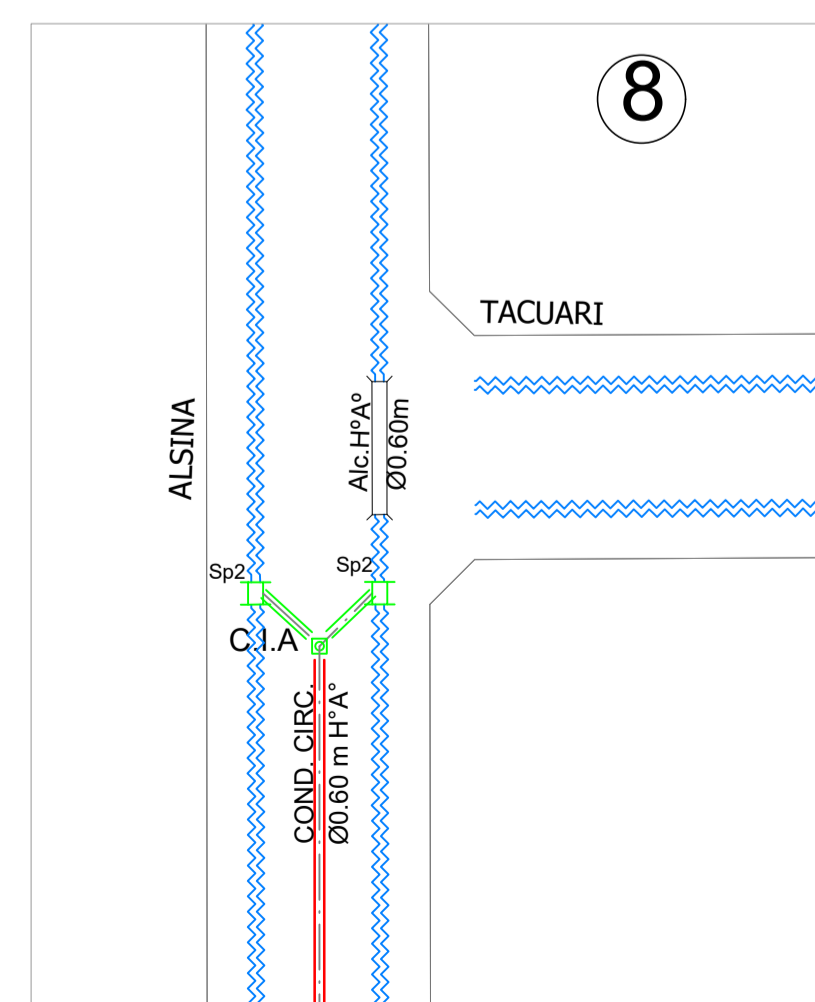 8
TACUARI
ALSINA
Alc.HºAº
Ø0.60m
Sp2
Sp2
C.I.A
COND. CIRC.
Ø0.60 m H°A°